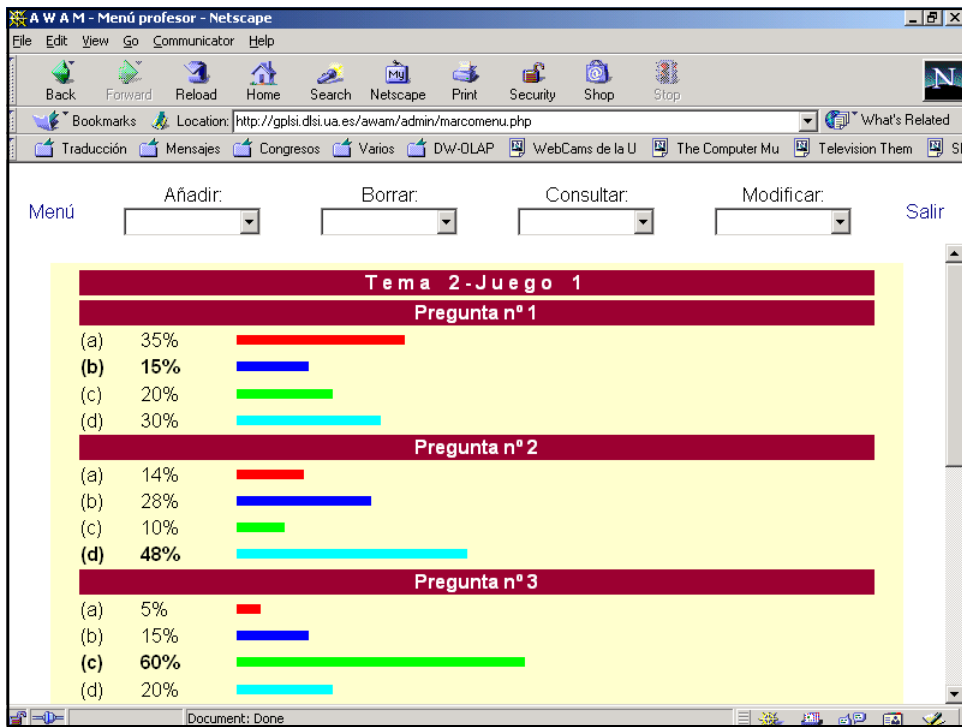 A W A M - Menú profesor - Netscape
File Edit View Go Communicator Help
Back Forward Reload Home Search Netscape Print Security Shop Stop
My
N
Bookmarks Location: http://gplsi.dlsi.ua.es/awam/admin/marcomenu.php What's Related
Traducción Mensajes Congresos Varios DW-OLAP WebCams de la U The Computer Mu Television Them
Menú Añadir: Borrar: Consultar: Modificar: Salir
Tema 2-Juego 1
Pregunta nº 1
(a) 35%
(b) 15%
(c) 20%
(d) 30%
Pregunta nº 2
(a) 14%
(b) 28%
(c) 10%
(d) 48%
Pregunta nº 3
(a) 5%
(b) 15%
(c) 60%
(d) 20%
Document: Done